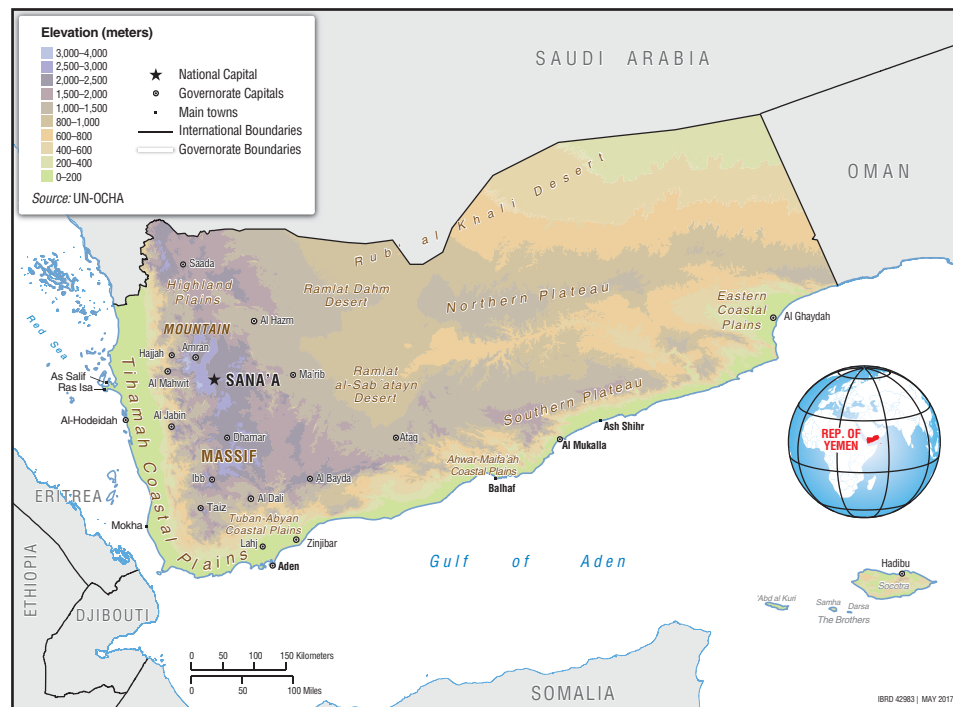 Elevation (meters)
3,000–4,000
2,500–3,000
2,000–2,500
1,500–2,000
1,000–1,500
800–1,000
600–800
400–600
200–400
0–200
National Capital
Governorate Capitals
Main towns
International Boundaries
Governorate Boundaries
Source: UN-OCHA
SAUDI ARABIA
OMAN
Rub' al Khali Desert
Saada
Highland
Plains
Ramlat Dahm
Desert
Northern Plateau
Eastern
Coastal
Plains
Al Ghaydah
Al Hazm
MOUNTAIN
Red Sea
Amran
Hajjah
Al Mahwit
SANA'A
Ma'rib
Ramlat
al-Sab'atayn
Desert
As Salif
Ras Isa
Tihamah Coastal Plains
Southern Plateau
Al-Hodeidah
Al Jabin
Dhamar
Ataq
Ash Shihr
Al Mukalla
REP. OF
YEMEN
MASSIF
Ahwar-Maifa'ah
Coastal Plains
Balhaf
Ibb
Al Bayda
ERITREA
Al Dali
Taiz
Mokha
Tuban-Abyan
Coastal Plains
Lahj
Zinjibar
Aden
Gulf of Aden
ETHIOPIA
DJIBOUTI
Hadibu
Socotra
'Abd al Kuri
Samha
Darsa
The Brothers
0 50 100 150 Kilometers
0 50 100 Miles
SOMALIA
IBRD 42983 | MAY 2017